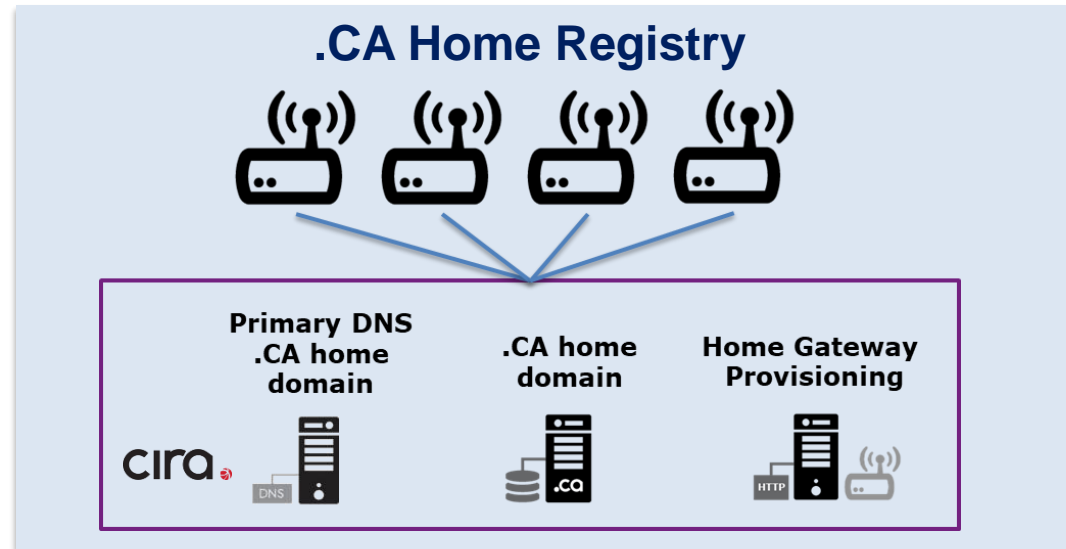 .CA Home Registry
Primary DNS
.CA home
domain
.CA home
domain
Home Gateway
Provisioning
cira.
DNS
.ca
HTTP